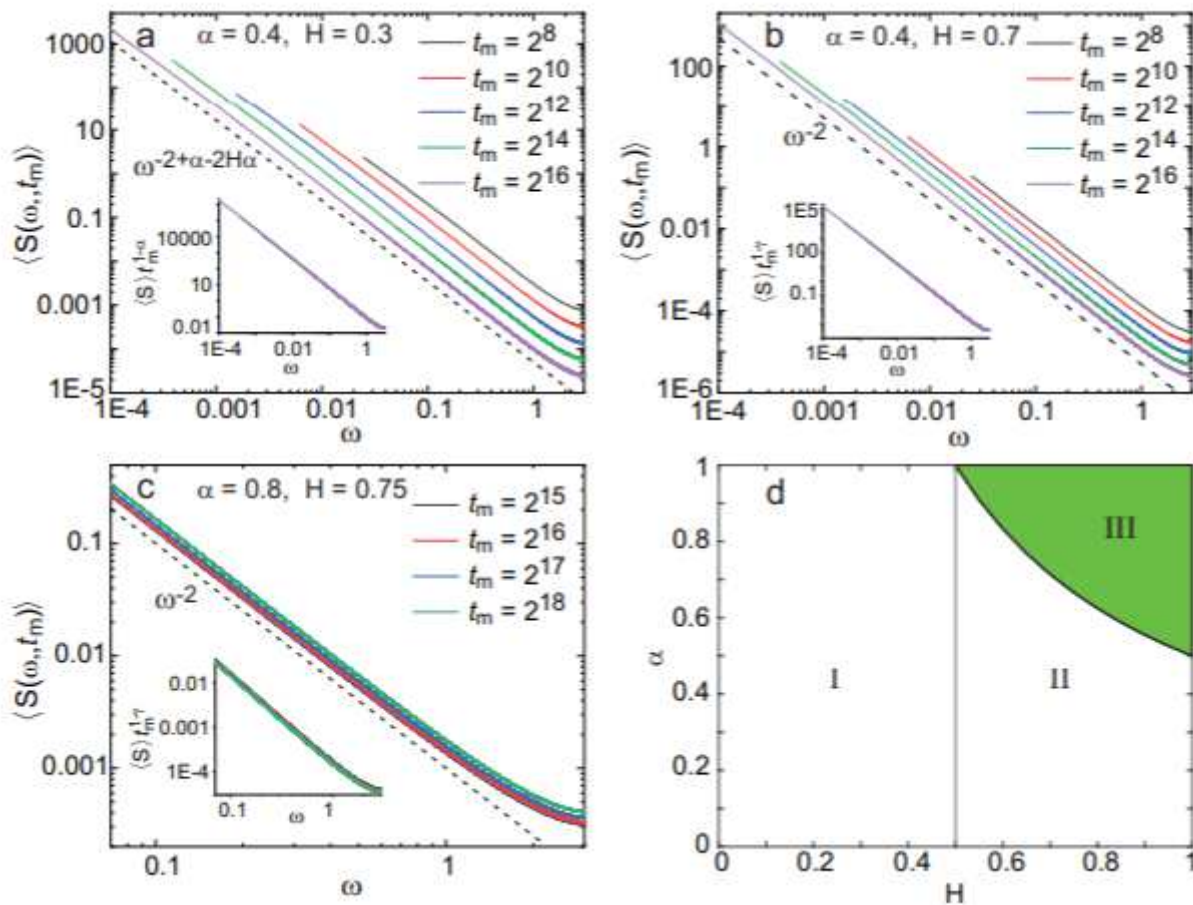 a
α = 0.4, H = 0.3
t_m = 2^8
t_m = 2^10
t_m = 2^12
t_m = 2^14
t_m = 2^16
1000
10
0.1
0.001
1E-5
⟨S(ω,,t_m)⟩
ω^-2+α-2Hα
⟨S⟩ t_m^1-α
10000
10
0.01
1E-4
0.01
1
ω
1E-4
0.001
0.01
0.1
1
ω
b
α = 0.4, H = 0.7
t_m = 2^8
t_m = 2^10
t_m = 2^12
t_m = 2^14
t_m = 2^16
100
1
0.01
1E-4
1E-6
⟨S(ω,,t_m)⟩
ω^-2
⟨S⟩ t_m^1-γ
1E5
100
0.1
1E-4
0.01
1
ω
1E-4
0.001
0.01
0.1
1
ω
c
α = 0.8, H = 0.75
t_m = 2^15
t_m = 2^16
t_m = 2^17
t_m = 2^18
0.1
0.01
0.001
⟨S(ω,,t_m)⟩
ω^-2
⟨S⟩ t_m^1-γ
0.01
0.001
1E-4
0.1
ω
1
0.1
ω
1
d
1
0.8
0.6
0.4
0.2
0
α
I
II
III
0
0.2
0.4
0.6
0.8
1
H